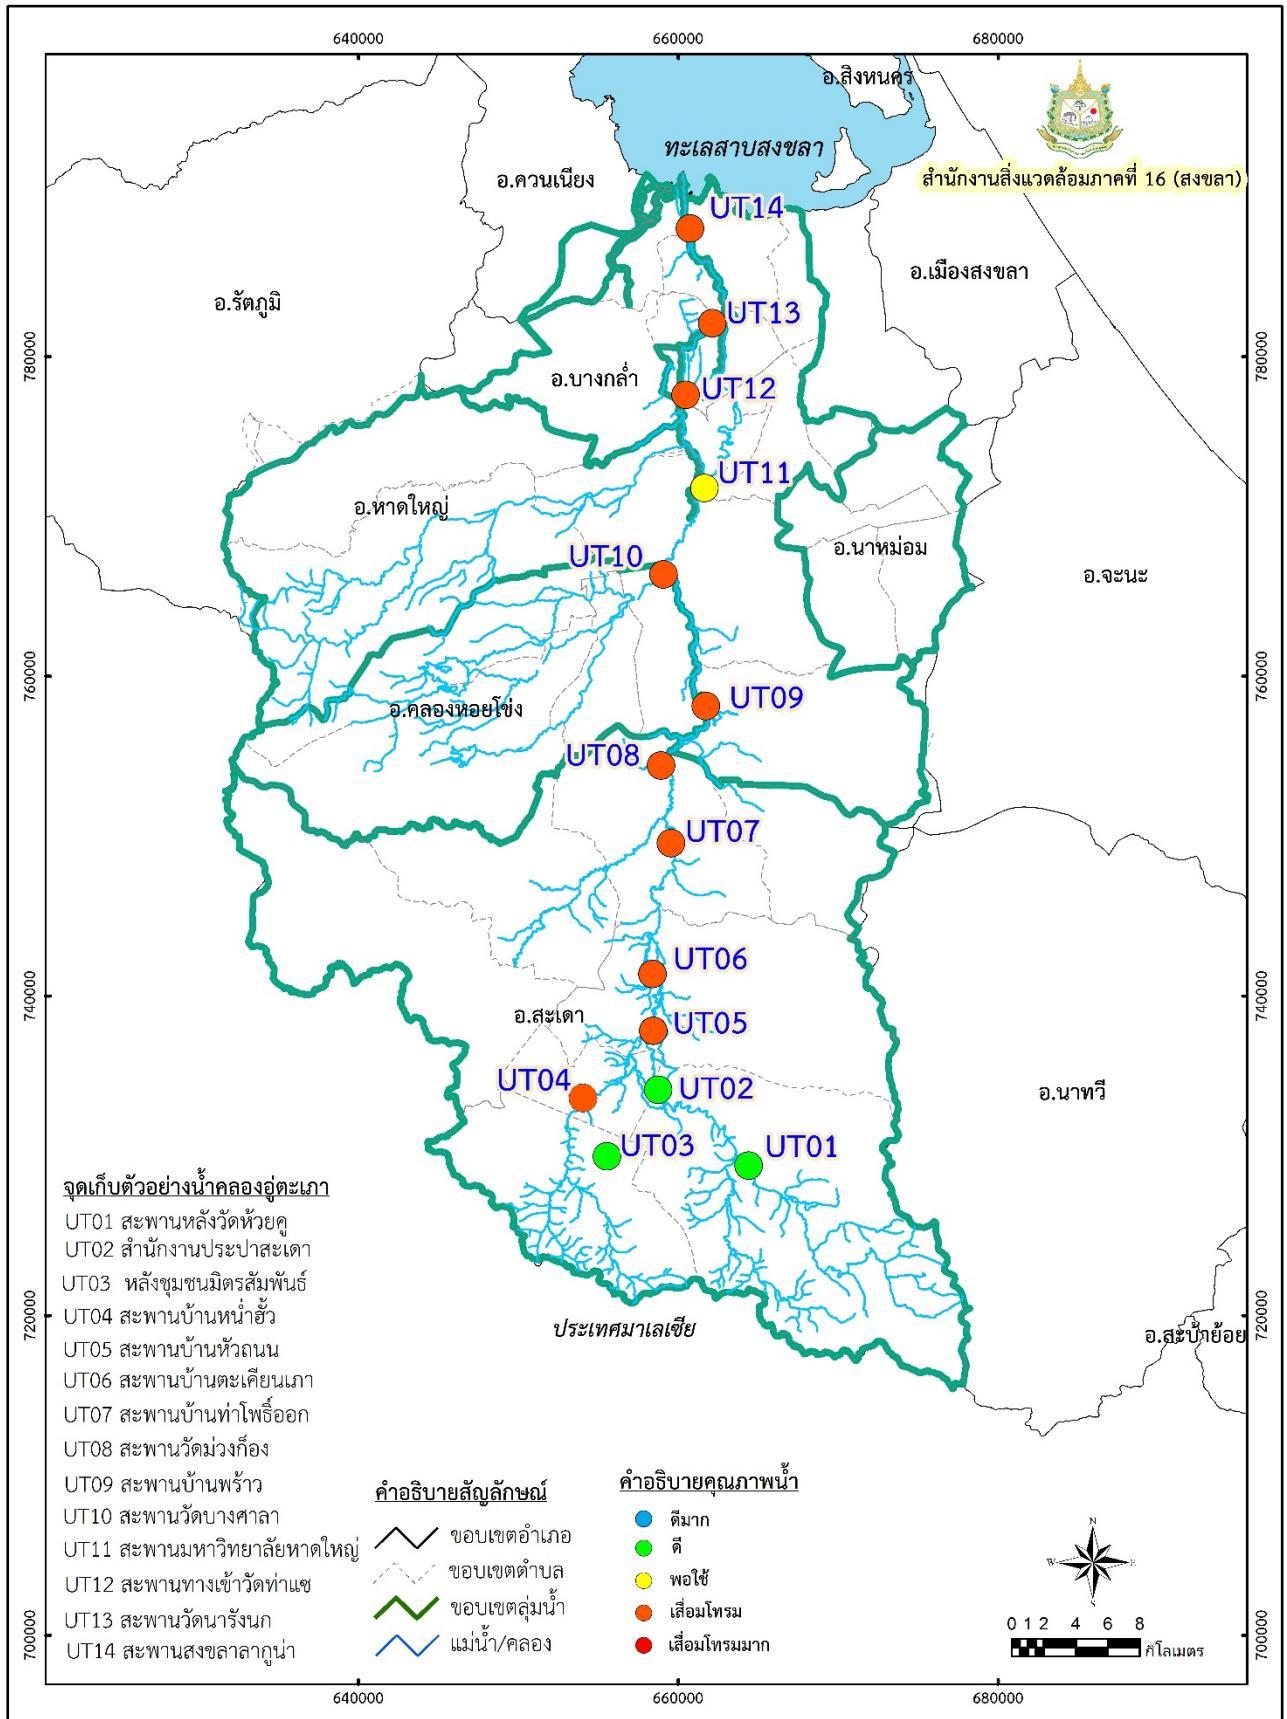 640000 660000 680000
อ.สิงหนคร
ทะเลสาบสงขลา
สำนักงานสิ่งแวดล้อมภาคที่ 16 (สงขลา)
อ.ควนเนียง
UT14
อ.เมืองสงขลา
อ.รัตภูมิ
UT13
780000 780000
อ.บางกล่ำ
UT12
UT11
อ.หาดใหญ่
อ.นาหม่อม
UT10
อ.จะนะ
760000 760000
UT09
อ.คลองหอยโข่ง
UT08
UT07
UT06
740000 740000
อ.สะเดา
UT05
UT04
UT02
อ.นาทวี
UT03
UT01
จุดเก็บตัวอย่างน้ำคลองอู่ตะเภา
UT01 สะพานหลังวัดห้วยคู
UT02 สำนักงานประปาสะเดา
UT03 หลังชุมชนมิตรสัมพันธ์
UT04 สะพานบ้านหน่ำฮั้ว
UT05 สะพานบ้านหัวถนน
UT06 สะพานบ้านตะเคียนเภา
UT07 สะพานบ้านท่าโพธิ์ออก
UT08 สะพานวัดม่วงก็อง
UT09 สะพานบ้านพร้าว
UT10 สะพานวัดบางศาลา
UT11 สะพานมหาวิทยาลัยหาดใหญ่
UT12 สะพานทางเข้าวัดท่าแซ
UT13 สะพานวัดนารังนก
UT14 สะพานสงขลาลากูน่า
720000 720000
ประเทศมาเลเซีย
อ.สะบ้าย้อย
คำอธิบายสัญลักษณ์
ขอบเขตอำเภอ
ขอบเขตตำบล
ขอบเขตลุ่มน้ำ
แม่น้ำ/คลอง
คำอธิบายคุณภาพน้ำ
ดีมาก
ดี
พอใช้
เสื่อมโทรม
เสื่อมโทรมมาก
N
W E
S
0 1 2 4 6 8
กิโลเมตร
700000 700000
640000 660000 680000